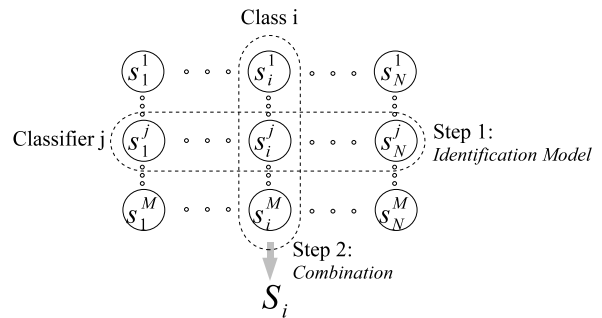 Class i
s_1^1 s_i^1 s_N^1
Classifier j s_1^j s_i^j s_N^j Step 1:
Identification Model
s_1^M s_i^M s_N^M
Step 2:
Combination
S_i